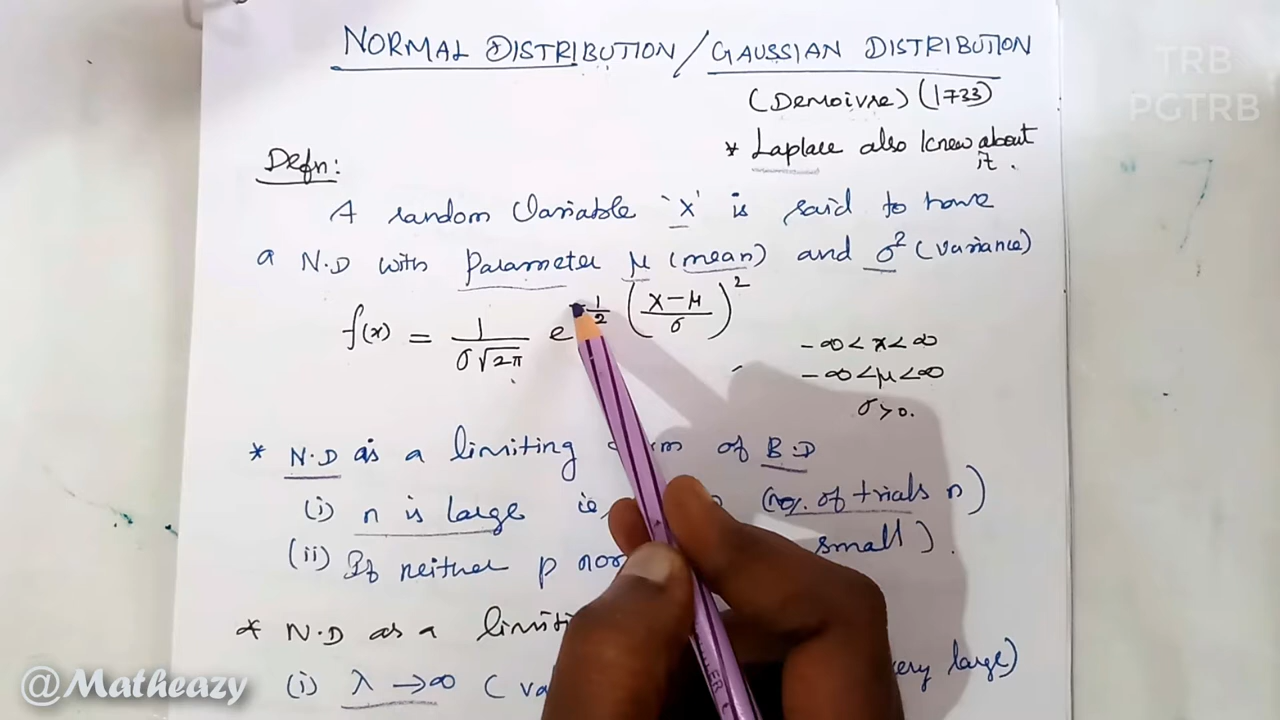 NORMAL DISTRIBUTION / GAUSSIAN DISTRIBUTION
(Demoivre) (1733)
* Laplace also knew about it.
Defn:
A random Variable 'X' is said to have
a N.D with parameter μ (mean) and σ² (variance)
f(x) = 1/(σ√2π) e^-1/2 ((x-μ)/σ)^2
-∞ < x < ∞
-∞ < μ < ∞
σ > 0.
* N.D as a limiting of B.D
(i) n is large ie, (no. of trials n)
(ii) If neither p nor small).
* N.D as a
(i) λ → ∞ ( very large)
TRB
PGTRB
@Matheazy